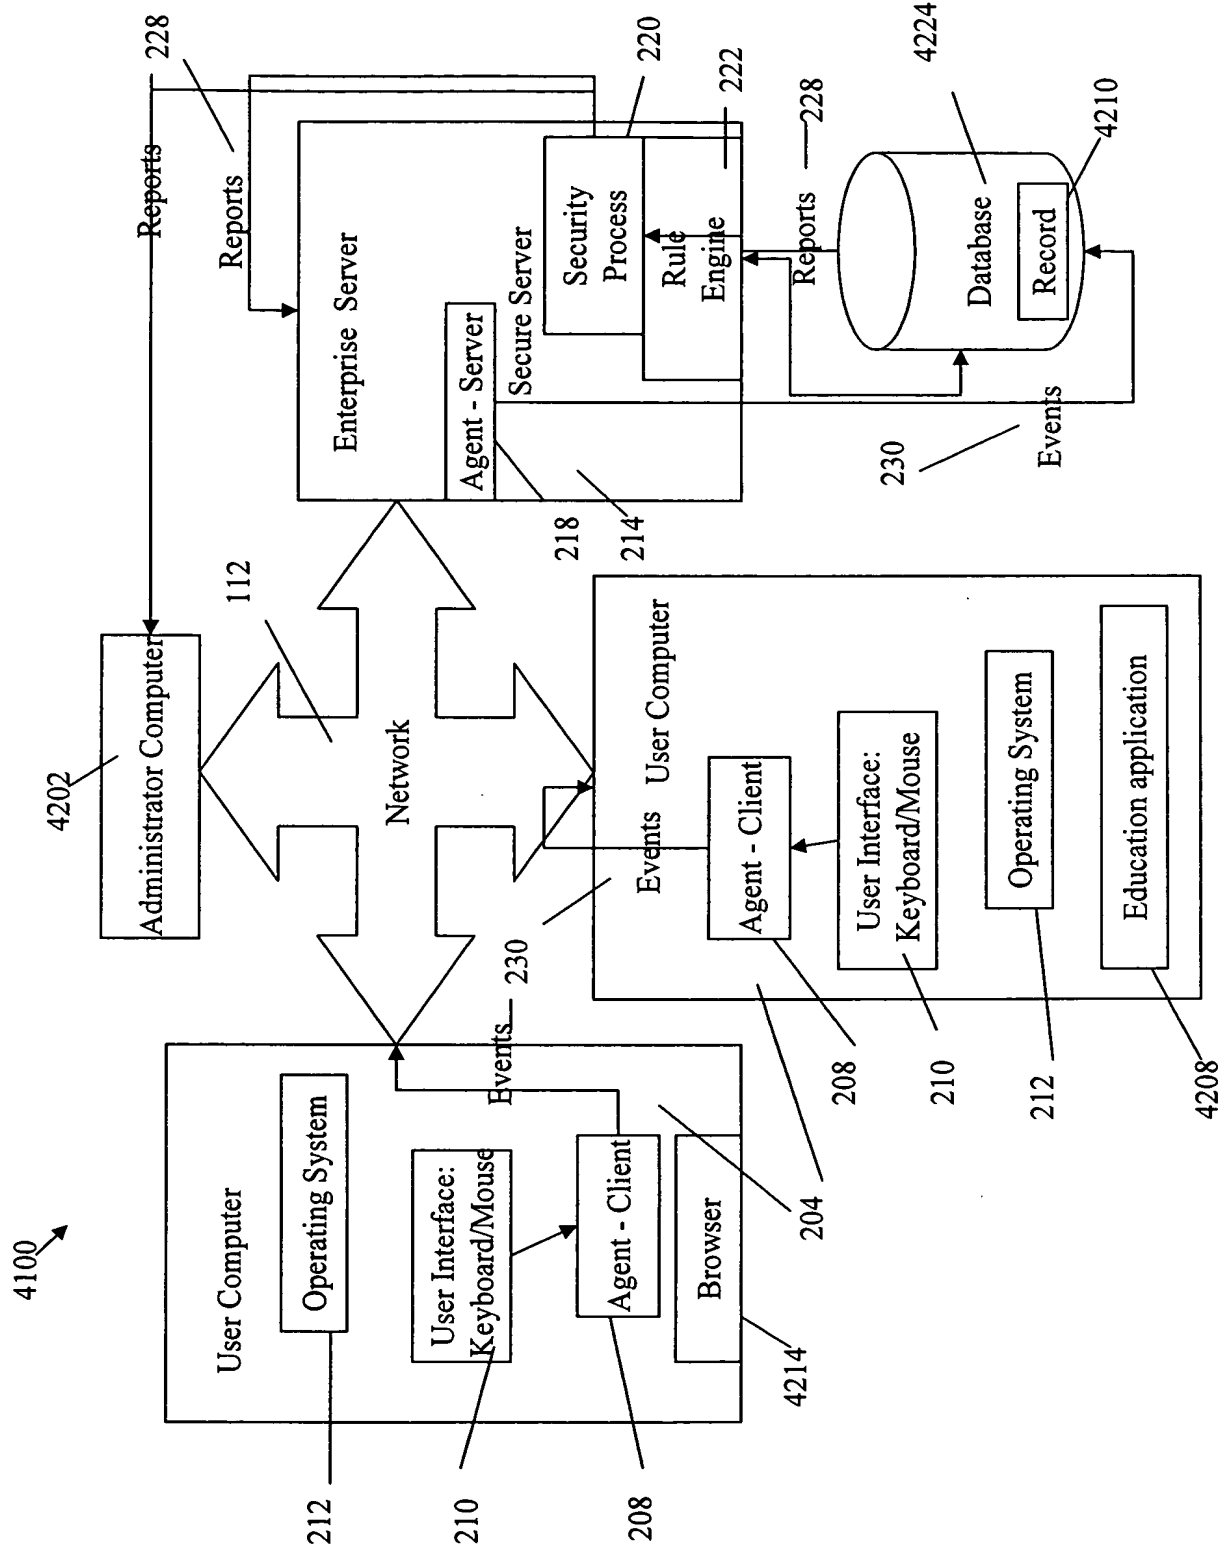 4100
User Computer
212
Operating System
210
User Interface:
Keyboard/Mouse
208
Agent - Client
Browser
4214
204
Events
230
4202
Administrator Computer
Network
112
Events
User Computer
Agent - Client
208
User Interface:
Keyboard/Mouse
210
Operating System
212
Education application
4208
Reports
228
Reports
Enterprise Server
Agent - Server
218
214
Secure Server
Security
Process
220
Rule
Engine
222
Reports
228
Database
4224
Record
4210
230
Events